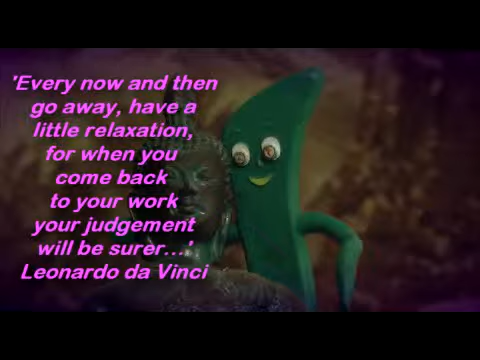 'Every now and then
go away, have a
little relaxation,
for when you
come back
to your work
your judgement
will be surer...'
Leonardo da Vinci